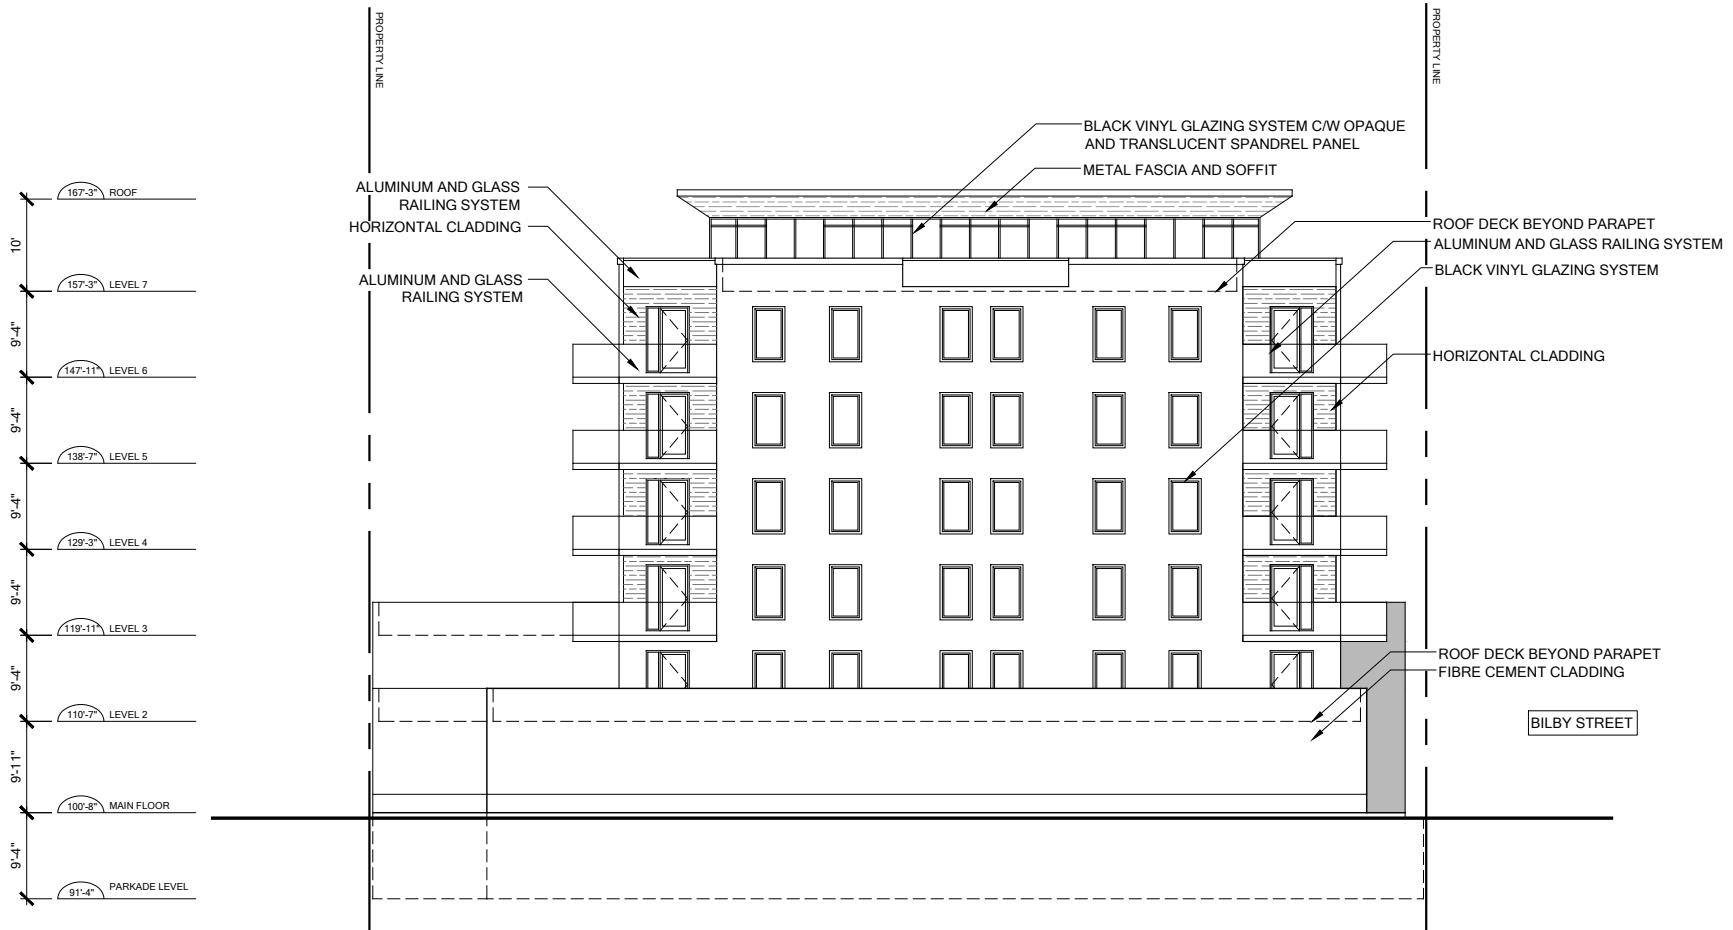 PROPERTY LINE
PROPERTY LINE
BLACK VINYL GLAZING SYSTEM C/W OPAQUE
AND TRANSLUCENT SPANDREL PANEL
METAL FASCIA AND SOFFIT
ALUMINUM AND GLASS
RAILING SYSTEM
HORIZONTAL CLADDING
ALUMINUM AND GLASS
RAILING SYSTEM
ROOF DECK BEYOND PARAPET
ALUMINUM AND GLASS RAILING SYSTEM
BLACK VINYL GLAZING SYSTEM
HORIZONTAL CLADDING
ROOF DECK BEYOND PARAPET
FIBRE CEMENT CLADDING
BILBY STREET
167'-3" ROOF
10'
157'-3" LEVEL 7
9'-4"
147'-11" LEVEL 6
9'-4"
138'-7" LEVEL 5
9'-4"
129'-3" LEVEL 4
9'-4"
119'-11" LEVEL 3
9'-4"
110'-7" LEVEL 2
9'-11"
100'-8" MAIN FLOOR
9'-4"
91'-4" PARKADE LEVEL